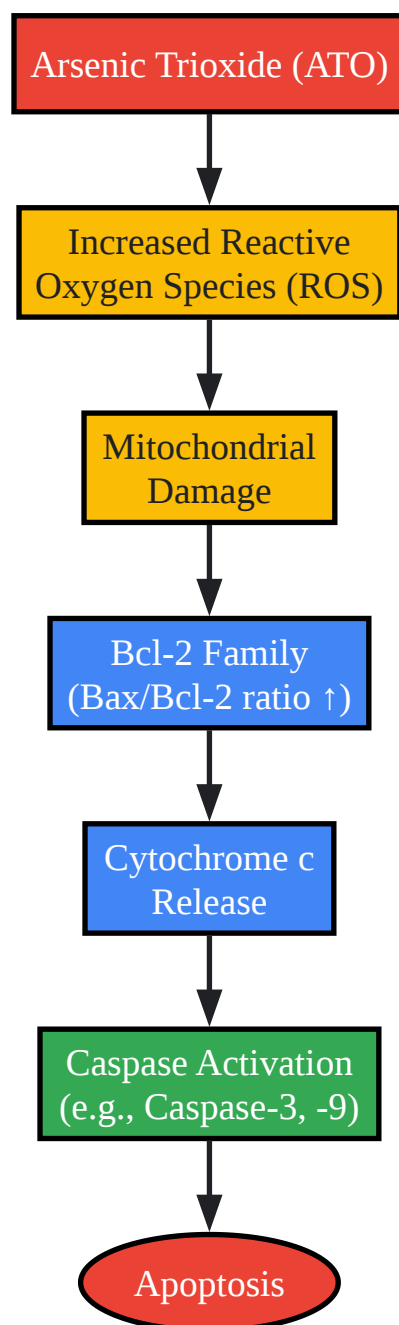 Arsenic Trioxide (ATO)
Increased Reactive
Oxygen Species (ROS)
Mitochondrial
Damage
Bcl-2 Family
(Bax/Bcl-2 ratio ↑)
Cytochrome c
Release
Caspase Activation
(e.g., Caspase-3, -9)
Apoptosis